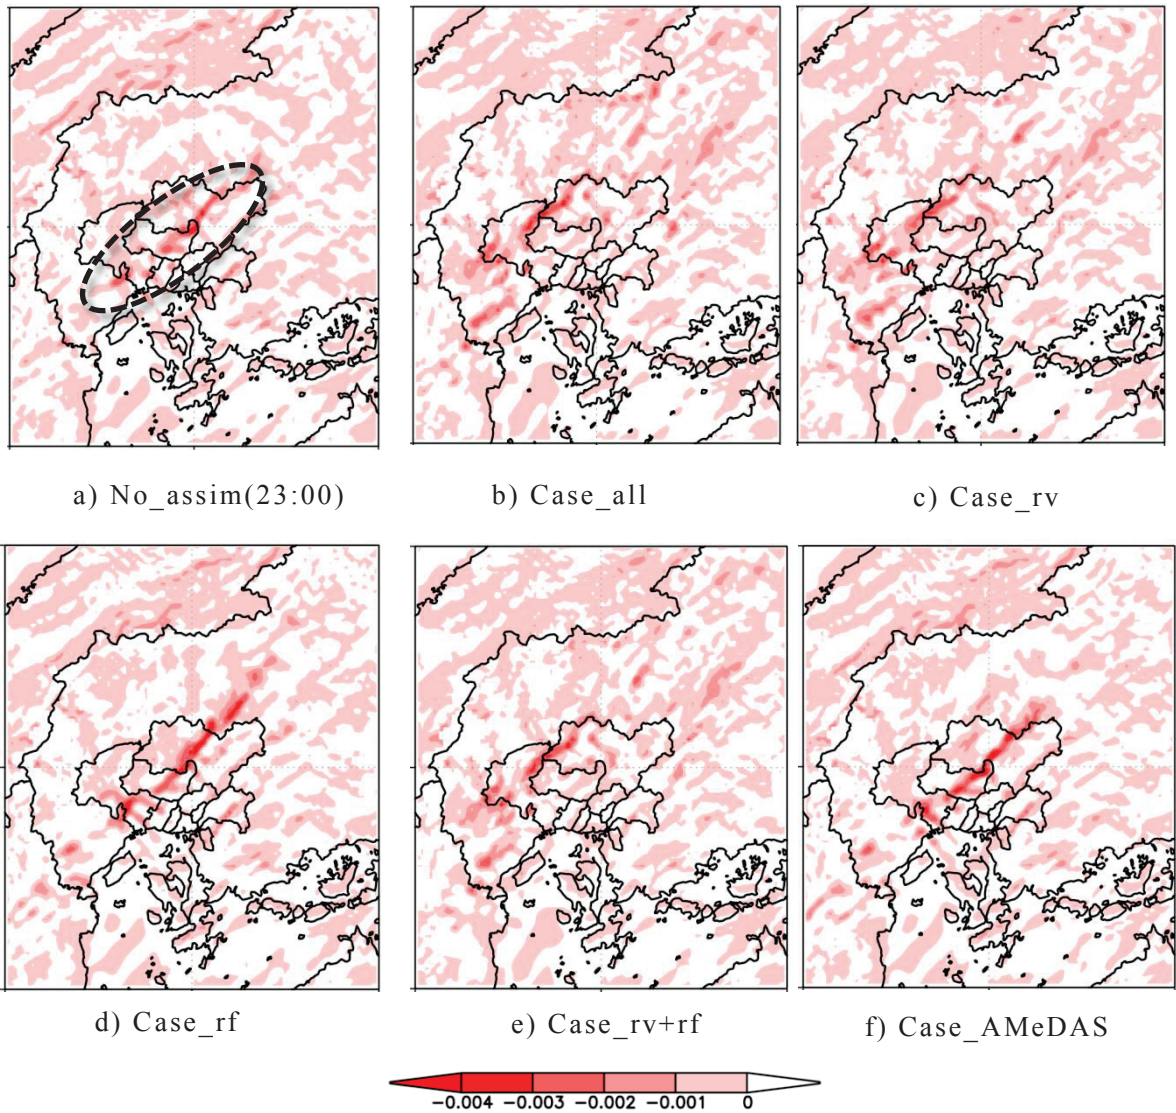 a) No_assim(23:00)
b) Case_all
c) Case_rv
d) Case_rf
e) Case_rv+rf
f) Case_AMeDAS
-0.004 -0.003 -0.002 -0.001 0